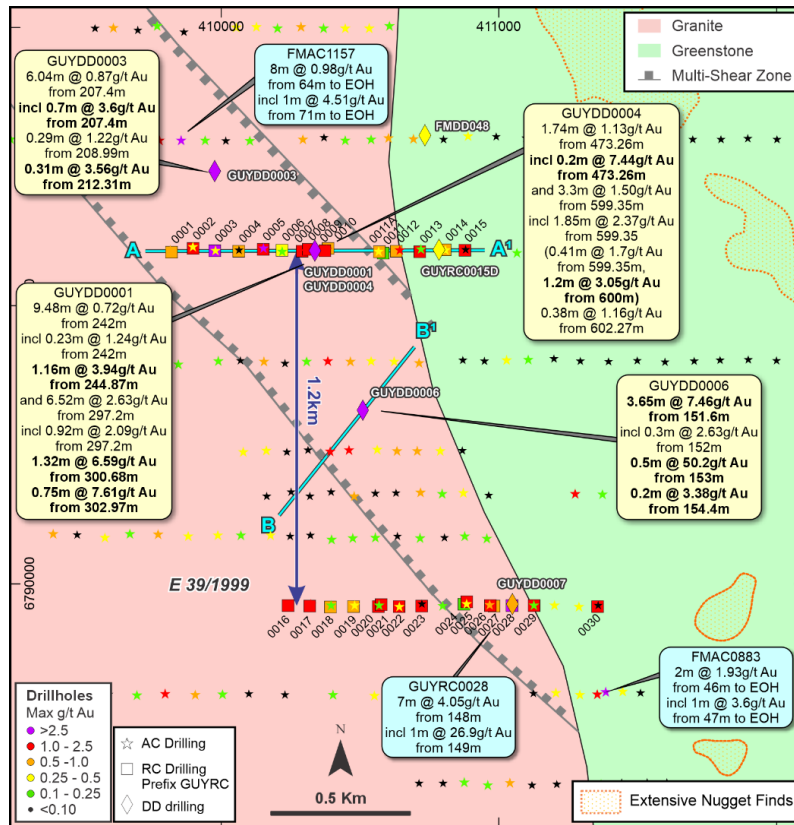 410000
411000
Granite
Greenstone
Multi-Shear Zone
GUYDD0003
6.04m @ 0.87g/t Au
from 207.4m
incl 0.7m @ 3.6g/t Au
from 207.4m
0.29m @ 1.22g/t Au
from 208.99m
0.31m @ 3.56g/t Au
from 212.31m
FMAC1157
8m @ 0.98g/t Au
from 64m to EOH
incl 1m @ 4.51g/t Au
from 71m to EOH
FMDD048
GUYDD0003
GUYDD0004
1.74m @ 1.13g/t Au
from 473.26m
incl 0.2m @ 7.44g/t Au
from 473.26m
and 3.3m @ 1.50g/t Au
from 599.35m
incl 1.85m @ 2.37g/t Au
from 599.35
(0.41m @ 1.7g/t Au
from 599.35m,
1.2m @ 3.05g/t Au
from 600m)
0.38m @ 1.16g/t Au
from 602.27m
0001
0002
0003
0004
0005
0006
0007
0008
0009
0010
0011A
0012
0013
0014
0015
A
A1
GUYDD0001
GUYDD0004
GUYRC0015D
GUYDD0001
9.48m @ 0.72g/t Au
from 242m
incl 0.23m @ 1.24g/t Au
from 242m
1.16m @ 3.94g/t Au
from 244.87m
and 6.52m @ 2.63g/t Au
from 297.2m
incl 0.92m @ 2.09g/t Au
from 297.2m
1.32m @ 6.59g/t Au
from 300.68m
0.75m @ 7.61g/t Au
from 302.97m
B1
1.2km
GUYDD0006
GUYDD0006
3.65m @ 7.46g/t Au
from 151.6m
incl 0.3m @ 2.63g/t Au
from 152m
0.5m @ 50.2g/t Au
from 153m
0.2m @ 3.38g/t Au
from 154.4m
B
E 39/1999
6790000
GUYDD0007
0016
0017
0018
0019
0020
0021
0022
0023
0024
0025
0026
0027
0028
0029
0030
GUYRC0028
7m @ 4.05g/t Au
from 148m
incl 1m @ 26.9g/t Au
from 149m
FMAC0883
2m @ 1.93g/t Au
from 46m to EOH
incl 1m @ 3.6g/t Au
from 47m to EOH
Drillholes
Max g/t Au
>2.5
1.0 - 2.5
0.5 -1.0
0.25 - 0.5
0.1 - 0.25
<0.10
AC Drilling
RC Drilling
Prefix GUYRC
DD drilling
N
0.5 Km
Extensive Nugget Finds